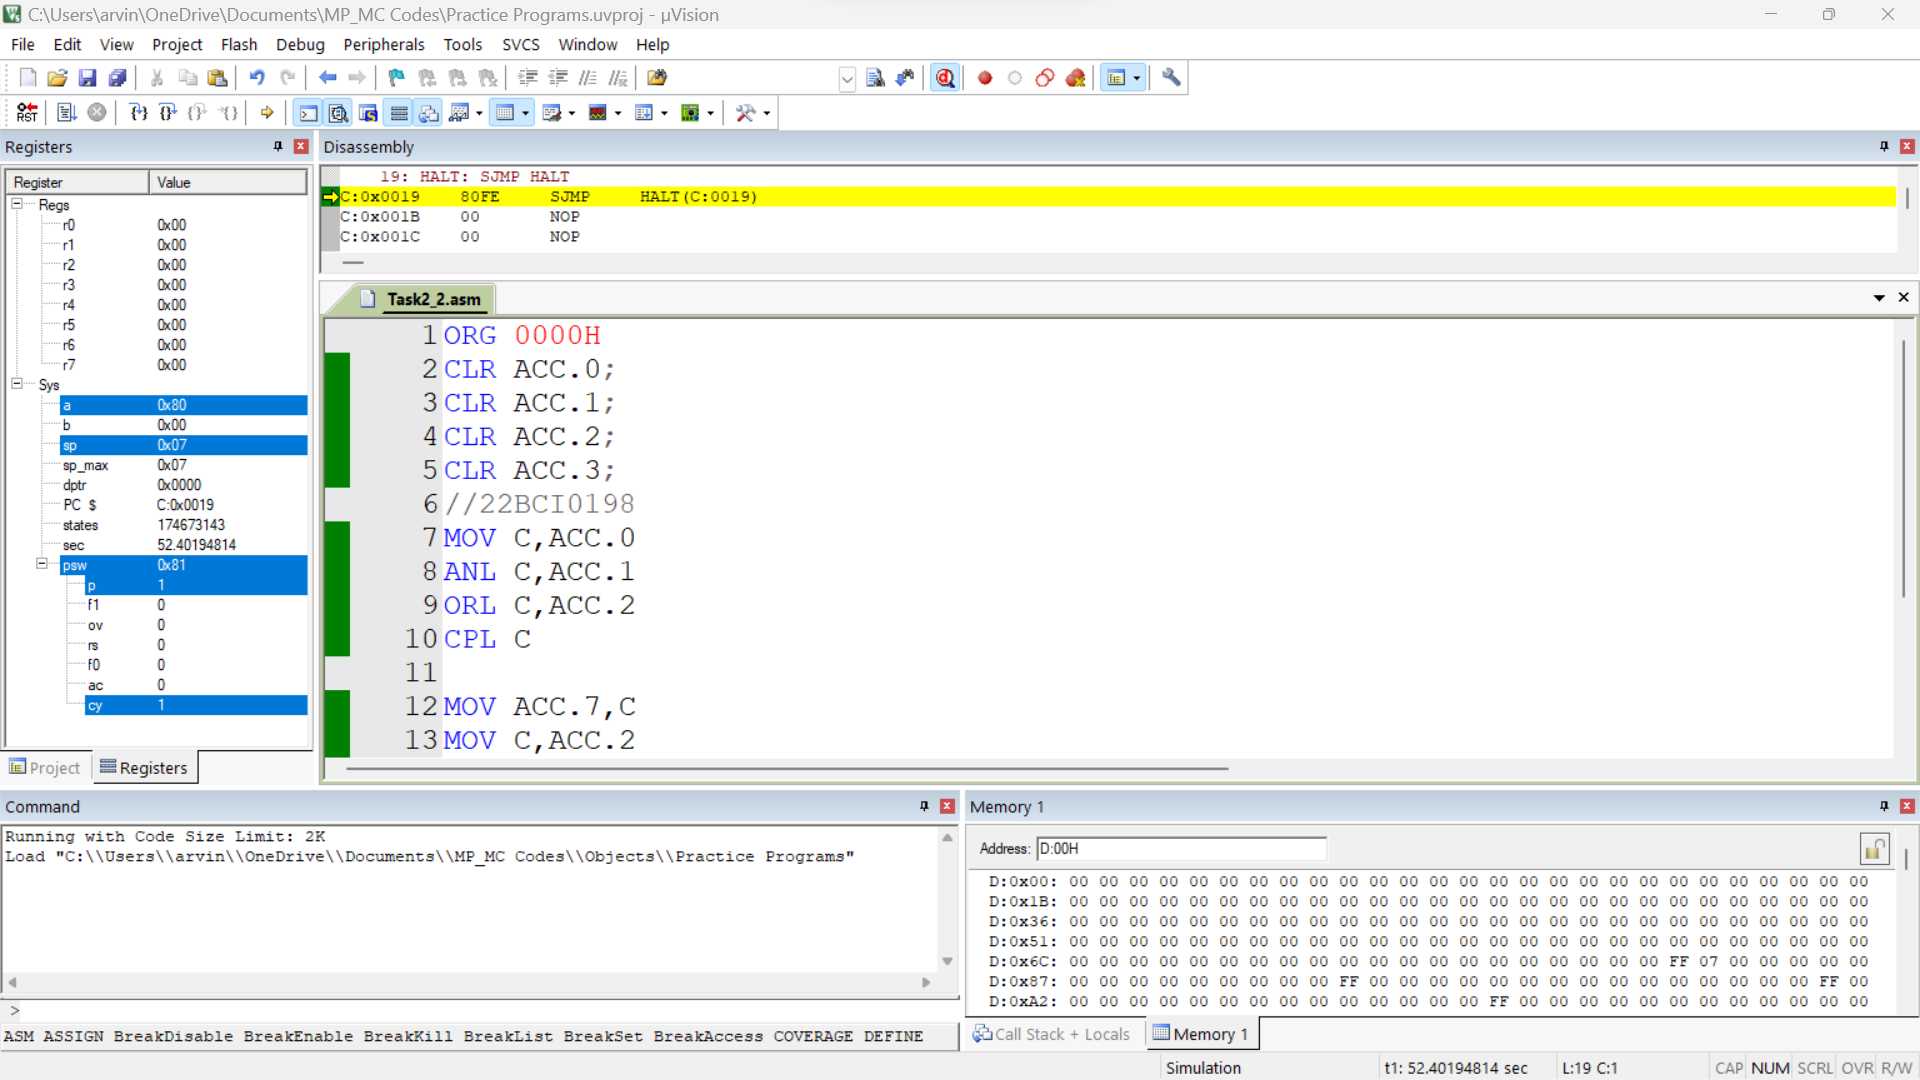 C:\Users\arvin\OneDrive\Documents\MP_MC Codes\Practice Programs.uvproj - µVision
File Edit View Project Flash Debug Peripherals Tools SVCS Window Help
RST
Registers
Register Value
Regs
r0 0x00
r1 0x00
r2 0x00
r3 0x00
r4 0x00
r5 0x00
r6 0x00
r7 0x00
Sys
a 0x80
b 0x00
sp 0x07
sp_max 0x07
dptr 0x0000
PC $ C:0x0019
states 174673143
sec 52.40194814
psw 0x81
p 1
f1 0
ov 0
rs 0
f0 0
ac 0
cy 1
Project Registers
Disassembly
19: HALT: SJMP HALT
C:0x0019 80FE SJMP HALT(C:0019)
C:0x001B 00 NOP
C:0x001C 00 NOP
Task2_2.asm
1 ORG 0000H
2 CLR ACC.0;
3 CLR ACC.1;
4 CLR ACC.2;
5 CLR ACC.3;
6 //22BCI0198
7 MOV C,ACC.0
8 ANL C,ACC.1
9 ORL C,ACC.2
10 CPL C
11
12 MOV ACC.7,C
13 MOV C,ACC.2
Command
Running with Code Size Limit: 2K
Load "C:\\Users\\arvin\\OneDrive\\Documents\\MP_MC Codes\\Objects\\Practice Programs"
>
ASM ASSIGN BreakDisable BreakEnable BreakKill BreakList BreakSet BreakAccess COVERAGE DEFINE
Memory 1
Address: D:00H
D:0x00: 00 00 00 00 00 00 00 00 00 00 00 00 00 00 00 00 00 00 00 00 00 00 00 00 00 00 00
D:0x1B: 00 00 00 00 00 00 00 00 00 00 00 00 00 00 00 00 00 00 00 00 00 00 00 00 00 00 00
D:0x36: 00 00 00 00 00 00 00 00 00 00 00 00 00 00 00 00 00 00 00 00 00 00 00 00 00 00 00
D:0x51: 00 00 00 00 00 00 00 00 00 00 00 00 00 00 00 00 00 00 00 00 00 00 00 00 00 00 00
D:0x6C: 00 00 00 00 00 00 00 00 00 00 00 00 00 00 00 00 00 00 00 00 FF 07 00 00 00 00 00
D:0x87: 00 00 00 00 00 00 00 00 00 FF 00 00 00 00 00 00 00 00 00 00 00 00 00 00 00 FF 00
D:0xA2: 00 00 00 00 00 00 00 00 00 00 00 00 00 00 FF 00 00 00 00 00 00 00 00 00 00 00 00
Call Stack + Locals Memory 1
Simulation t1: 52.40194814 sec L:19 C:1 CAP NUM SCRL OVR R/W